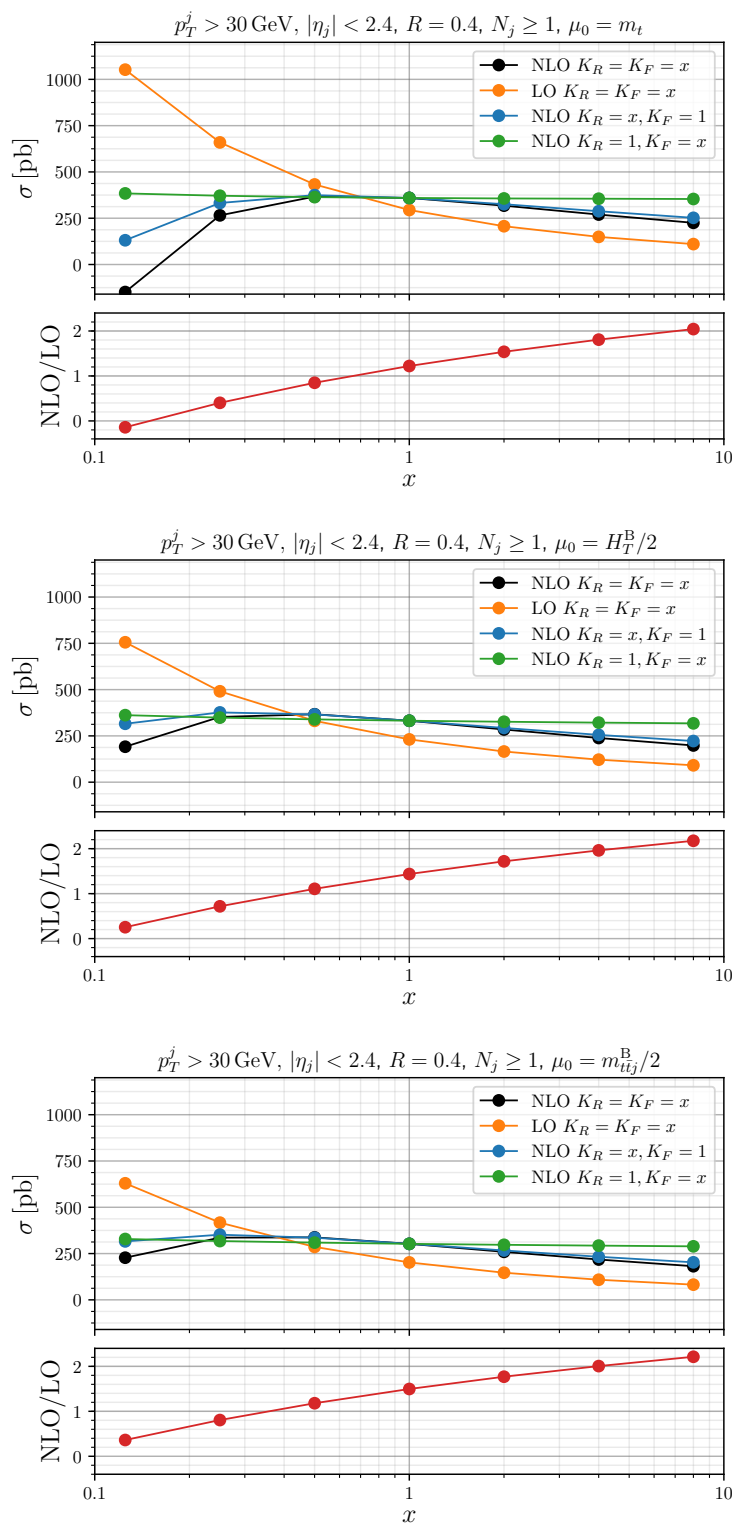 p_T^j > 30 GeV, |η_j| < 2.4, R = 0.4, N_j ≥ 1, μ_0 = m_t
σ [pb]
1000
750
500
250
0
NLO K_R = K_F = x
LO K_R = K_F = x
NLO K_R = x, K_F = 1
NLO K_R = 1, K_F = x
NLO/LO
2
1
0
0.1
1
10
x
p_T^j > 30 GeV, |η_j| < 2.4, R = 0.4, N_j ≥ 1, μ_0 = H_T^B/2
σ [pb]
1000
750
500
250
0
NLO K_R = K_F = x
LO K_R = K_F = x
NLO K_R = x, K_F = 1
NLO K_R = 1, K_F = x
NLO/LO
2
1
0
0.1
1
10
x
p_T^j > 30 GeV, |η_j| < 2.4, R = 0.4, N_j ≥ 1, μ_0 = m_{tt̄j}^B/2
σ [pb]
1000
750
500
250
0
NLO K_R = K_F = x
LO K_R = K_F = x
NLO K_R = x, K_F = 1
NLO K_R = 1, K_F = x
NLO/LO
2
1
0
0.1
1
10
x